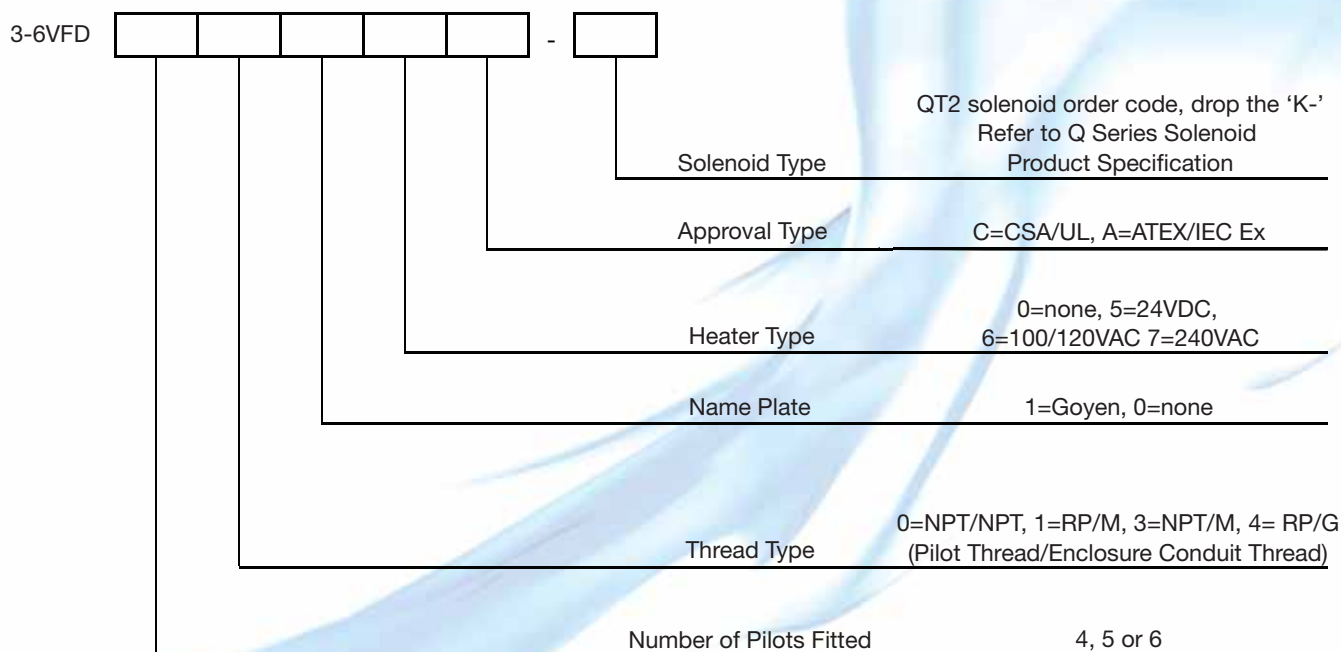 3-6VFD -
QT2 solenoid order code, drop the ‘K-’
Refer to Q Series Solenoid
Solenoid Type Product Specification
Approval Type C=CSA/UL, A=ATEX/IEC Ex
0=none, 5=24VDC,
Heater Type 6=100/120VAC 7=240VAC
Name Plate 1=Goyen, 0=none
0=NPT/NPT, 1=RP/M, 3=NPT/M, 4= RP/G
Thread Type (Pilot Thread/Enclosure Conduit Thread)
Number of Pilots Fitted 4, 5 or 6